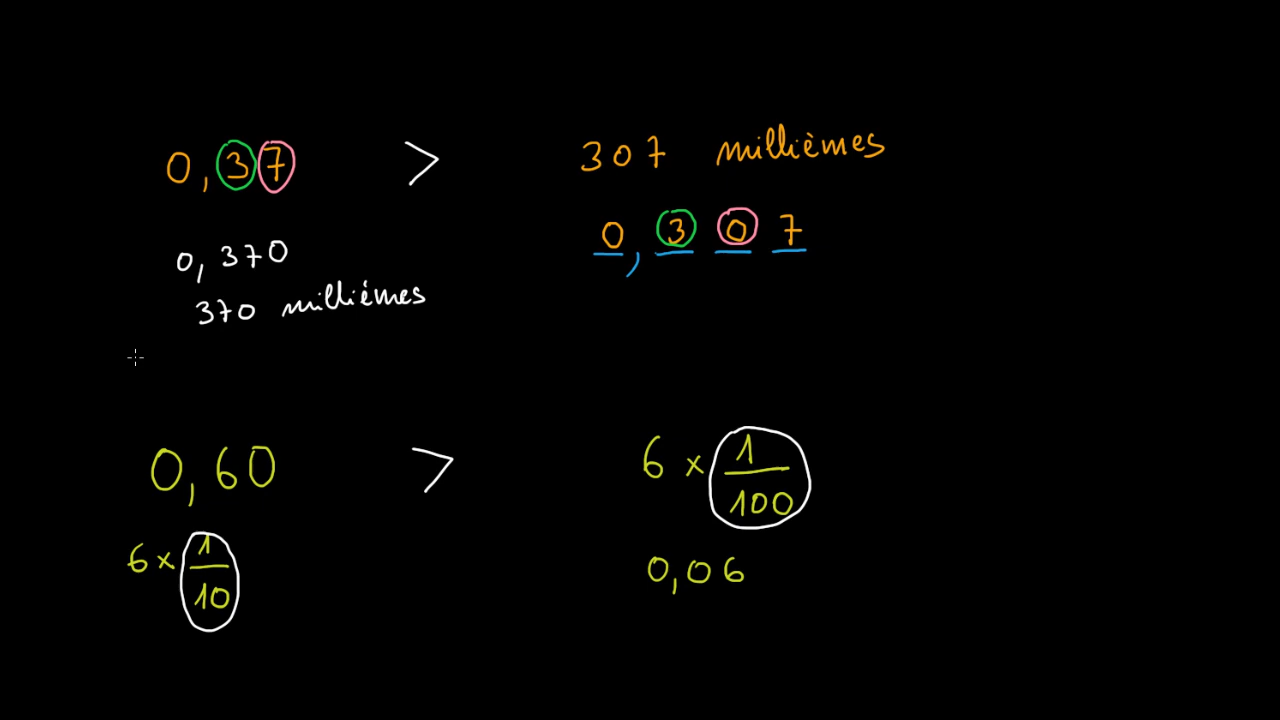 0,37 > 307 millièmes
0,307
0,370
370 millièmes
0,60 > 6 × 1/100
6 × 1/10
0,06